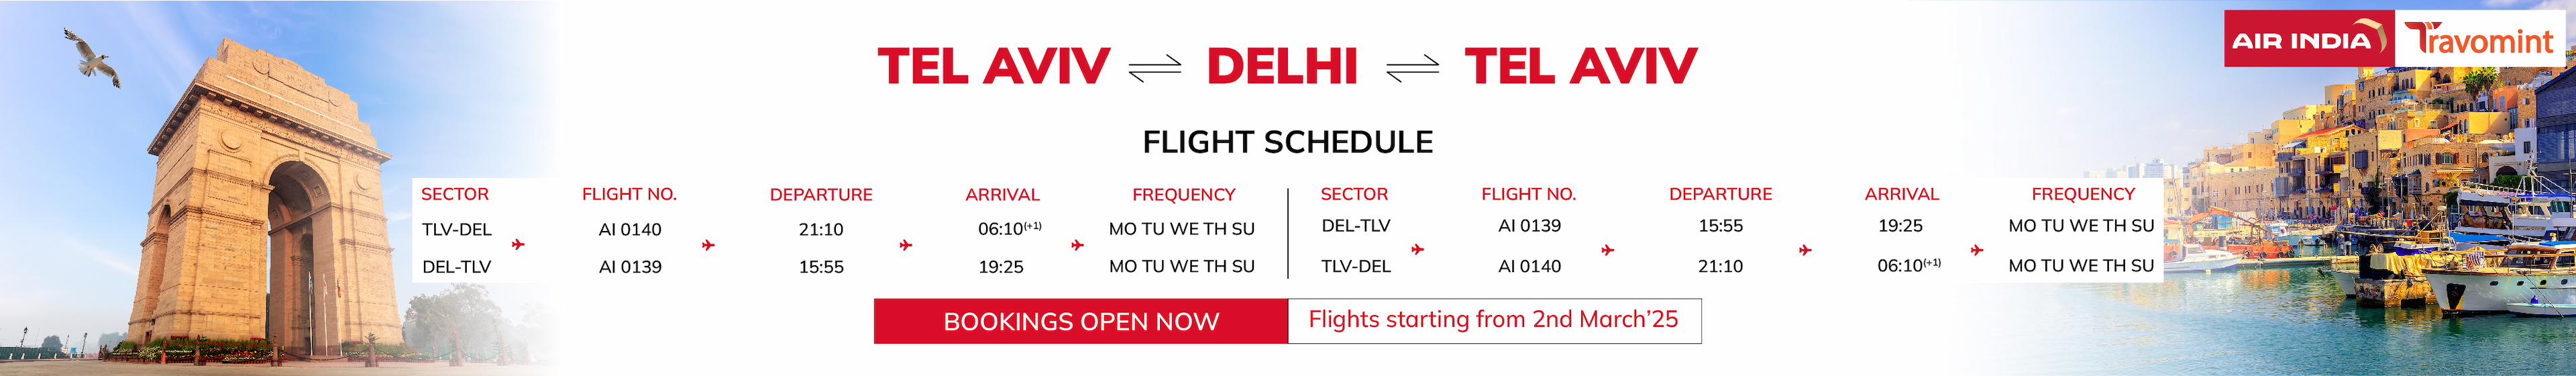 AIR INDIA Travomint
TEL AVIV ⇌ DELHI ⇌ TEL AVIV
FLIGHT SCHEDULE
SECTOR FLIGHT NO. DEPARTURE ARRIVAL FREQUENCY
TLV-DEL AI 0140 21:10 06:10(+1) MO TU WE TH SU
DEL-TLV AI 0139 15:55 19:25 MO TU WE TH SU
SECTOR FLIGHT NO. DEPARTURE ARRIVAL FREQUENCY
DEL-TLV AI 0139 15:55 19:25 MO TU WE TH SU
TLV-DEL AI 0140 21:10 06:10(+1) MO TU WE TH SU
BOOKINGS OPEN NOW
Flights starting from 2nd March'25